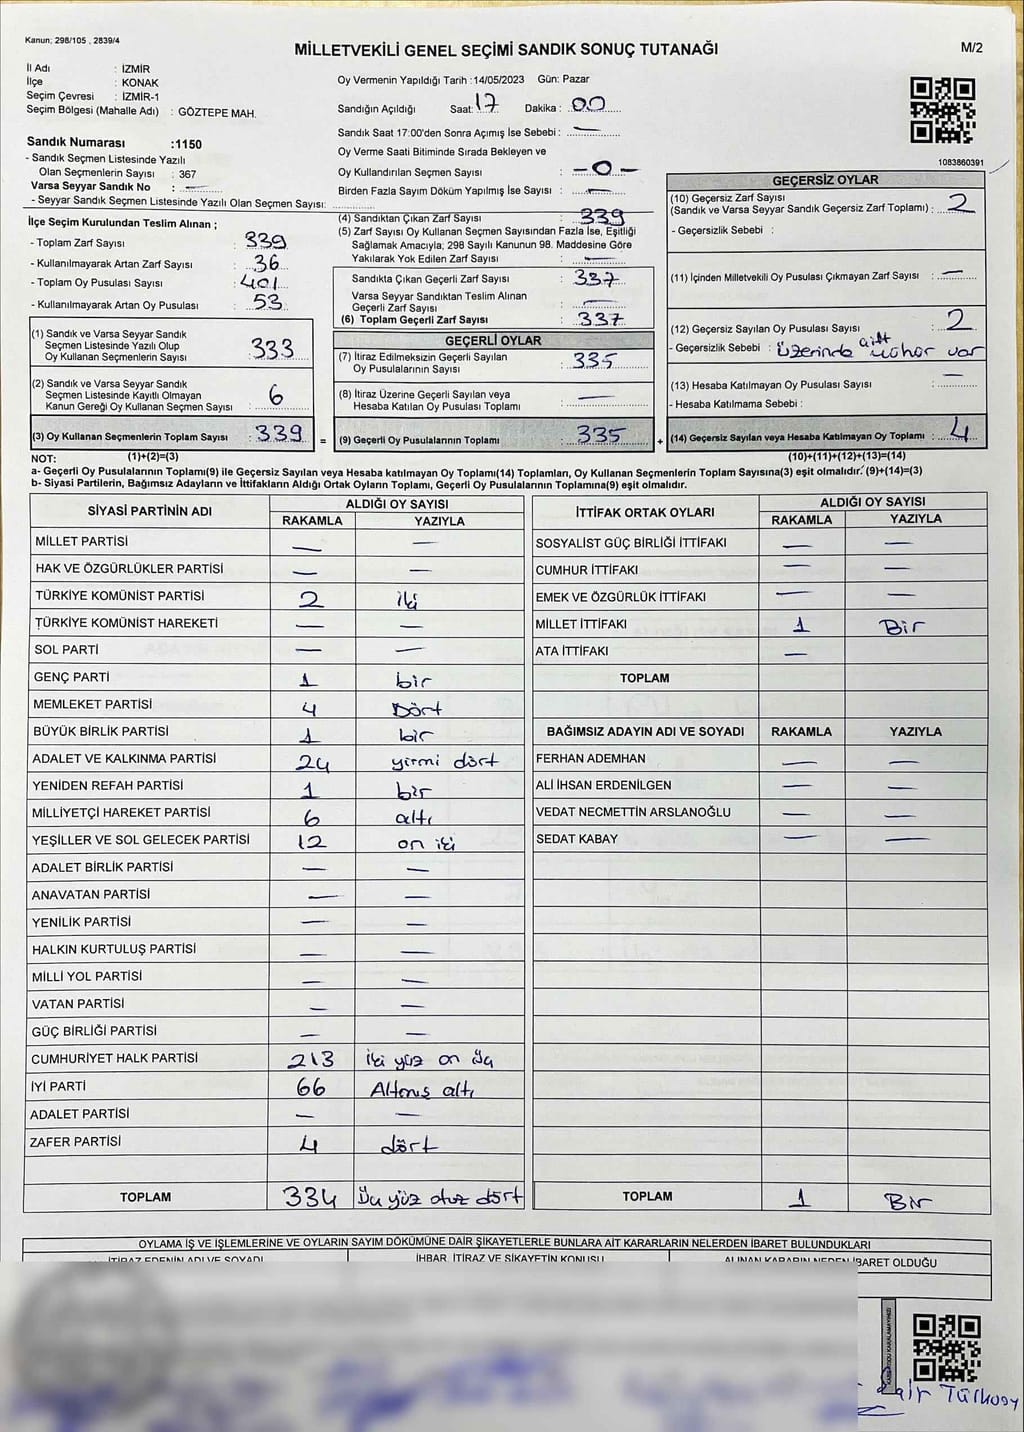 Kanun; 298/105 , 2839/4
MİLLETVEKİLİ GENEL SEÇİMİ SANDIK SONUÇ TUTANAĞI
M/2
İl Adı : İZMİR
İlçe : KONAK
Seçim Çevresi : İZMİR-1
Seçim Bölgesi (Mahalle Adı) : GÖZTEPE MAH.
Oy Vermenin Yapıldığı Tarih :14/05/2023 Gün: Pazar
Sandığın Açıldığı Saat: 17 Dakika : 00
Sandık Saat 17:00'den Sonra Açımış İse Sebebi : —
Oy Verme Saati Bitiminde Sırada Bekleyen ve
Oy Kullandırılan Seçmen Sayısı : -0-
Birden Fazla Sayım Döküm Yapılmış İSe Sayısı : —
1083860391
Sandık Numarası :1150
- Sandık Seçmen Listesinde Yazılı
Olan Seçmenlerin Sayısı : 367
Varsa Seyyar Sandık No : —
- Seyyar Sandık Seçmen Listesinde Yazılı Olan Seçmen Sayısı:
İlçe Seçim Kurulundan Teslim Alınan ;
- Toplam Zarf Sayısı : 339
- Kullanılmayarak Artan Zarf Sayısı : 36
- Toplam Oy Pusulası Sayısı : 401
- Kullanılmayarak Artan Oy Pusulası : 53
(1) Sandık ve Varsa Seyyar Sandık
Seçmen Listesinde Yazılı Olup
Oy Kullanan Seçmenlerin Sayısı : 333
(2) Sandık ve Varsa Seyyar Sandık
Seçmen Listesinde Kayıtlı Olmayan
Kanun Gereği Oy Kullanan Seçmen Sayısı : 6
(3) Oy Kullanan Seçmenlerin Toplam Sayısı : 339 =
(4) Sandıktan Çıkan Zarf Sayısı : 339
(5) Zarf Sayısı Oy Kullanan Seçmen Sayısından Fazla İse, Eşitliği
Sağlamak Amacıyla; 298 Sayılı Kanunun 98. Maddesine Göre
Yakılarak Yok Edilen Zarf Sayısı : —
Sandıkta Çıkan Geçerli Zarf Sayısı : 337
Varsa Seyyar Sandıktan Teslim Alınan
Geçerli Zarf Sayısı : —
(6) Toplam Geçerli Zarf Sayısı : 337
GEÇERLİ OYLAR
(7) İtiraz Edilmeksizin Geçerli Sayılan
Oy Pusulalarının Sayısı : 335
(8) İtiraz Üzerine Geçerli Sayılan veya
Hesaba Katılan Oy Pusulası Toplamı : —
(9) Geçerli Oy Pusulalarının Toplamı : 335 +
GEÇERSİZ OYLAR
(10) Geçersiz Zarf Sayısı
(Sandık ve Varsa Seyyar Sandık Geçersiz Zarf Toplamı) : 2
- Geçersizlik Sebebi :
(11) İçinden Milletvekili Oy Pusulası Çıkmayan Zarf Sayısı : —
(12) Geçersiz Sayılan Oy Pusulası Sayısı : 2
- Geçersizlik Sebebi : üzerinde çift mühür var
(13) Hesaba Katılmayan Oy Pusulası Sayısı : —
- Hesaba Katılmama Sebebi :
(14) Geçersiz Sayılan veya Hesaba Katılmayan Oy Toplamı : 4
NOT: (1)+(2)=(3) (10)+(11)+(12)+(13)=(14)
a- Geçerli Oy Pusulalarının Toplamı(9) ile Geçersiz Sayılan veya Hesaba katılmayan Oy Toplamı(14) Toplamları, Oy Kullanan Seçmenlerin Toplam Sayısına(3) eşit olmalıdır. (9)+(14)=(3)
b- Siyasi Partilerin, Bağımsız Adayların ve İttifakların Aldığı Ortak Oyların Toplamı, Geçerli Oy Pusulalarının Toplamına(9) eşit olmalıdır.
SİYASİ PARTİNİN ADI ALDIĞI OY SAYISI
RAKAMLA YAZIYLA
MİLLET PARTİSİ — —
HAK VE ÖZGÜRLÜKLER PARTİSİ — —
TÜRKİYE KOMÜNİST PARTİSİ 2 iki
TÜRKİYE KOMÜNİST HAREKETİ — —
SOL PARTİ — —
GENÇ PARTİ 1 bir
MEMLEKET PARTİSİ 4 Dört
BÜYÜK BİRLİK PARTİSİ 1 bir
ADALET VE KALKINMA PARTİSİ 24 yirmi dört
YENİDEN REFAH PARTİSİ 1 bir
MİLLİYETÇİ HAREKET PARTİSİ 6 altı
YEŞİLLER VE SOL GELECEK PARTİSİ 12 on iki
ADALET BİRLİK PARTİSİ — —
ANAVATAN PARTİSİ — —
YENİLİK PARTİSİ — —
HALKIN KURTULUŞ PARTİSİ — —
MİLLİ YOL PARTİSİ — —
VATAN PARTİSİ — —
GÜÇ BİRLİĞİ PARTİSİ — —
CUMHURİYET HALK PARTİSİ 213 iki yüz on üç
İYİ PARTİ 66 Altmış altı
ADALET PARTİSİ — —
ZAFER PARTİSİ 4 dört
TOPLAM 334 Üç yüz otuz dört
İTTİFAK ORTAK OYLARI ALDIĞI OY SAYISI
RAKAMLA YAZIYLA
SOSYALİST GÜÇ BİRLİĞİ İTTİFAKI — —
CUMHUR İTTİFAKI — —
EMEK VE ÖZGÜRLÜK İTTİFAKI — —
MİLLET İTTİFAKI 1 Bir
ATA İTTİFAKI —
TOPLAM
BAĞIMSIZ ADAYIN ADI VE SOYADI RAKAMLA YAZIYLA
FERHAN ADEMHAN — —
ALİ İHSAN ERDENİLGEN — —
VEDAT NECMETTİN ARSLANOĞLU — —
SEDAT KABAY — —
TOPLAM 1 Bir
OYLAMA İŞ VE İŞLEMLERİNE VE OYLARIN SAYIM DÖKÜMÜNE DAİR ŞİKAYETLERLE BUNLARA AİT KARARLARIN NELERDEN İBARET BULUNDUKLARI
İTİRAZ EDENİN ADI VE SOYADI İHBAR, İTİRAZ VE ŞİKAYETİN KONUSU ALINAN KARARIN NEDEN İBARET OLDUĞU